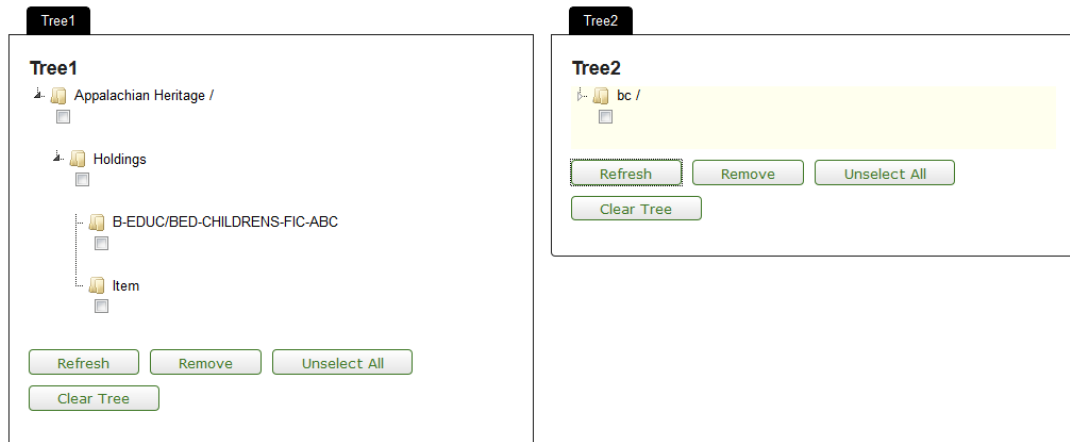 Tree1
Tree1
Appalachian Heritage /
Holdings
B-EDUC/BED-CHILDRENS-FIC-ABC
Item
Refresh Remove Unselect All
Clear Tree
Tree2
Tree2
bc /
Refresh Remove Unselect All
Clear Tree